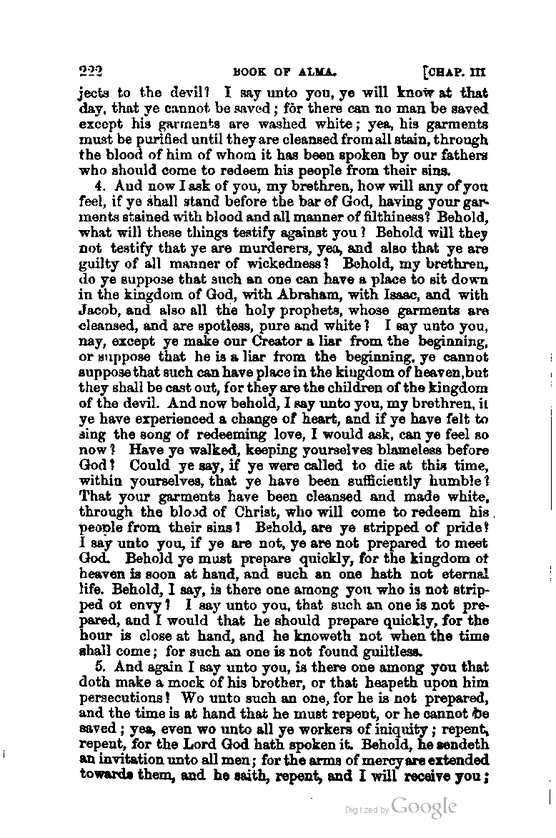 222 BOOK OF ALMA. [CHAP. III
jects to the devil? I say unto you, ye will know at that
day, that ye cannot be saved; for there can no man be saved
except his garments are washed white; yea, his garments
must be purified until they are cleansed from all stain, through
the blood of him of whom it has been spoken by our fathers
who should come to redeem his people from their sins.
4. And now I ask of you, my brethren, how will any of you
feel, if ye shall stand before the bar of God, having your gar-
ments stained with blood and all manner of filthiness? Behold,
what will these things testify against you? Behold will they
not testify that ye are murderers, yea, and also that ye are
guilty of all manner of wickedness? Behold, my brethren,
do ye suppose that such an one can have a place to sit down
in the kingdom of God, with Abraham, with Isaac, and with
Jacob, and also all the holy prophets, whose garments are
cleansed, and are spotless, pure and white? I say unto you,
nay, except ye make our Creator a liar from the beginning,
or suppose that he is a liar from the beginning, ye cannot
suppose that such can have place in the kingdom of heaven, but
they shall be cast out, for they are the children of the kingdom
of the devil. And now behold, I say unto you, my brethren, if
ye have experienced a change of heart, and if ye have felt to
sing the song of redeeming love, I would ask, can ye feel so
now? Have ye walked, keeping yourselves blameless before
God? Could ye say, if ye were called to die at this time,
within yourselves, that ye have been sufficiently humble?
That your garments have been cleansed and made white,
through the blood of Christ, who will come to redeem his
people from their sins? Behold, are ye stripped of pride?
I say unto you, if ye are not, ye are not prepared to meet
God. Behold ye must prepare quickly, for the kingdom of
heaven is soon at hand, and such an one hath not eternal
life. Behold, I say, is there one among you who is not strip-
ped of envy? I say unto you, that such an one is not pre-
pared, and I would that he should prepare quickly, for the
hour is close at hand, and he knoweth not when the time
shall come; for such an one is not found guiltless.
5. And again I say unto you, is there one among you that
doth make a mock of his brother, or that heapeth upon him
persecutions? Wo unto such an one, for he is not prepared,
and the time is at hand that he must repent, or he cannot be
saved; yea, even wo unto all ye workers of iniquity; repent,
repent, for the Lord God hath spoken it. Behold, he sendeth
an invitation unto all men; for the arms of mercy are extended
towards them, and he saith, repent, and I will receive you;
Digitized by Google